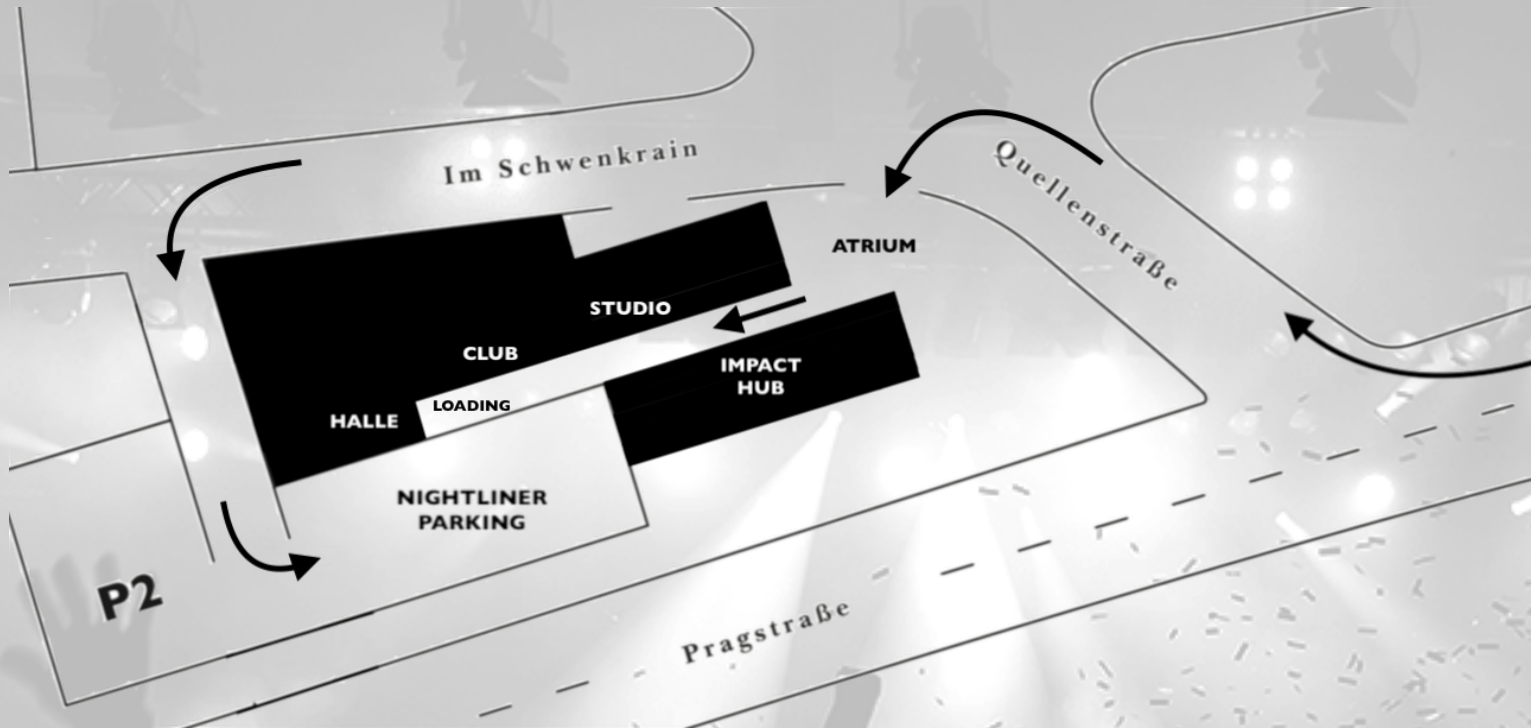 Im Schwenkrain
Quellenstraße
ATRIUM
STUDIO
CLUB
IMPACT
HUB
LOADING
HALLE
NIGHTLINER
PARKING
P2
Pragstraße